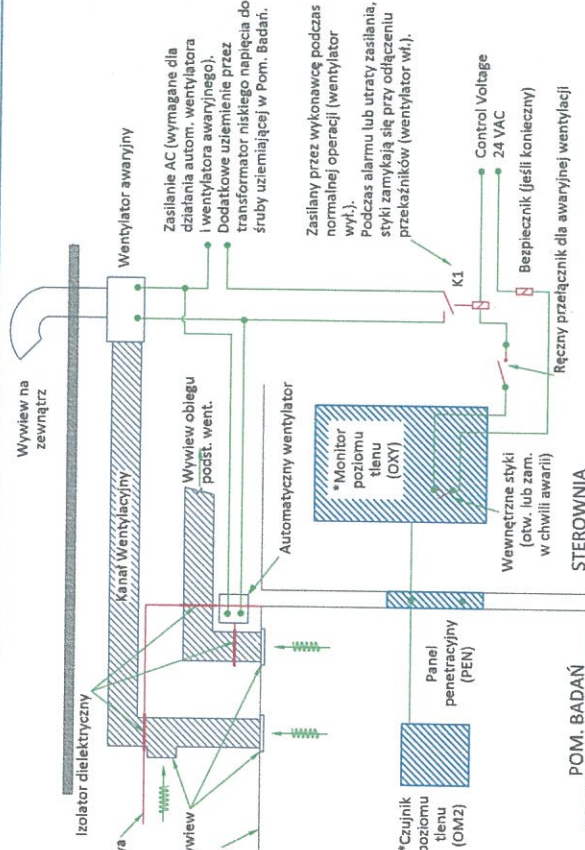 Wywiew na
zewnątrz
Wentylator awaryjny
Izolator dielektryczny
Kanał Wentylacyjny
Wywiew obiegu
podst. went.
Automatyczny wentylator
Zasilanie AC (wymagane dla
działania autom. wentylatora
i wentylatora awaryjnego).
Dodatkowe uziemienie przez
transformator niskiego napięcia do
śruby uziemiającej w Pom. Badań.
Zasilany przez wykonawcę podczas
normalnej operacji (wentylator
wył.).
Podczas alarmu lub utraty zasilania,
styki zamykają się przy odłączeniu
przekaźników (wentylator wł.).
K1
Control Voltage
24 VAC
Bezpiecznik (jeśli konieczny)
Ręczny przełącznik dla awaryjnej wentylacji
*Monitor
poziomu
tlenu
(OXY)
Wewnętrzne styki
(otw. lub zam.
w chwili awarii)
Panel
penetracyjny
(PEN)
*Czujnik
poziomu
tlenu
(OM2)
POM. BADAŃ
STEROWNIA